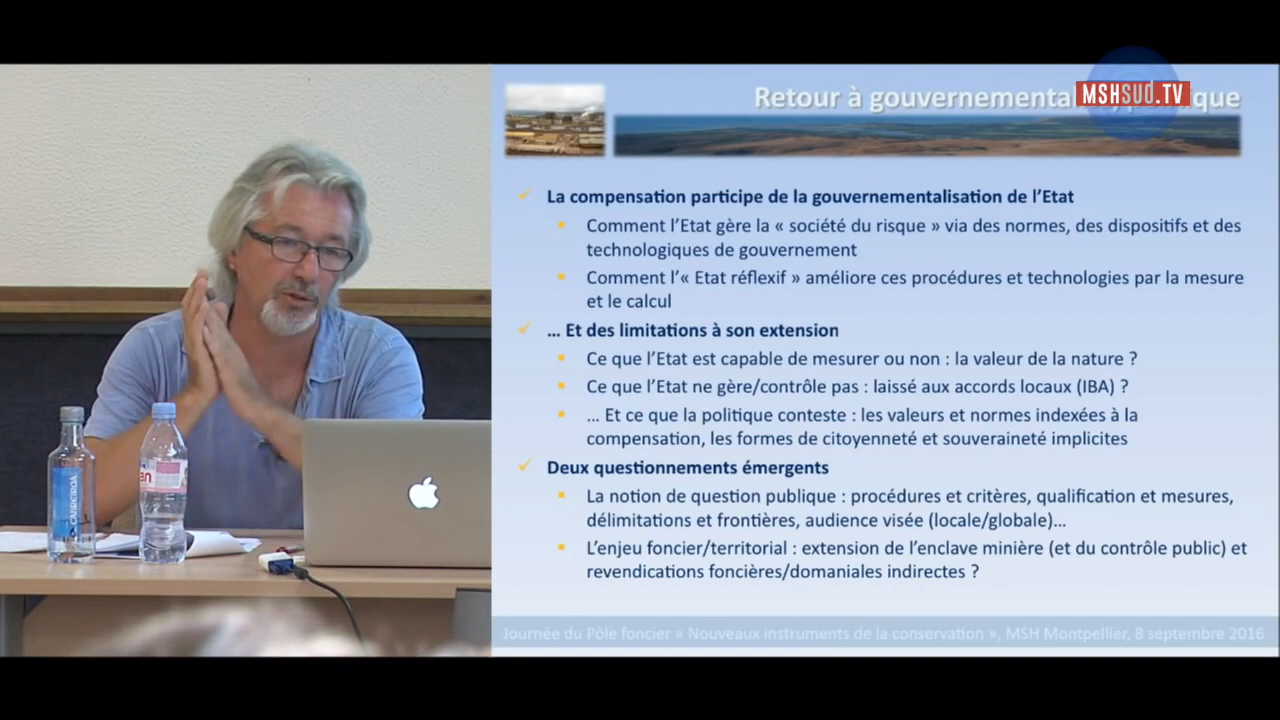 Retour à
MSHSUD.TV
La compensation participe de la gouvernementalisation de l'Etat
Comment l'Etat gère la « société du risque » via des normes, des dispositifs et des
technologiques de gouvernement
Comment l'« Etat réflexif » améliore ces procédures et technologies par la mesure
et le calcul
… Et des limitations à son extension
Ce que l'Etat est capable de mesurer ou non : la valeur de la nature ?
Ce que l'Etat ne gère/contrôle pas : laissé aux accords locaux (IBA) ?
… Et ce que la politique conteste : les valeurs et normes indexées à la
compensation, les formes de citoyenneté et souveraineté implicites
Deux questionnements émergents
La notion de question publique : procédures et critères, qualification et mesures,
délimitations et frontières, audience visée (locale/globale)…
L'enjeu foncier/territorial : extension de l'enclave minière (et du contrôle public) et
revendications foncières/domaniales indirectes ?
Journée du Pôle foncier « Nouveaux instruments de la conservation », MSH Montpellier, 8 septembre 2016
CABREIROÁ